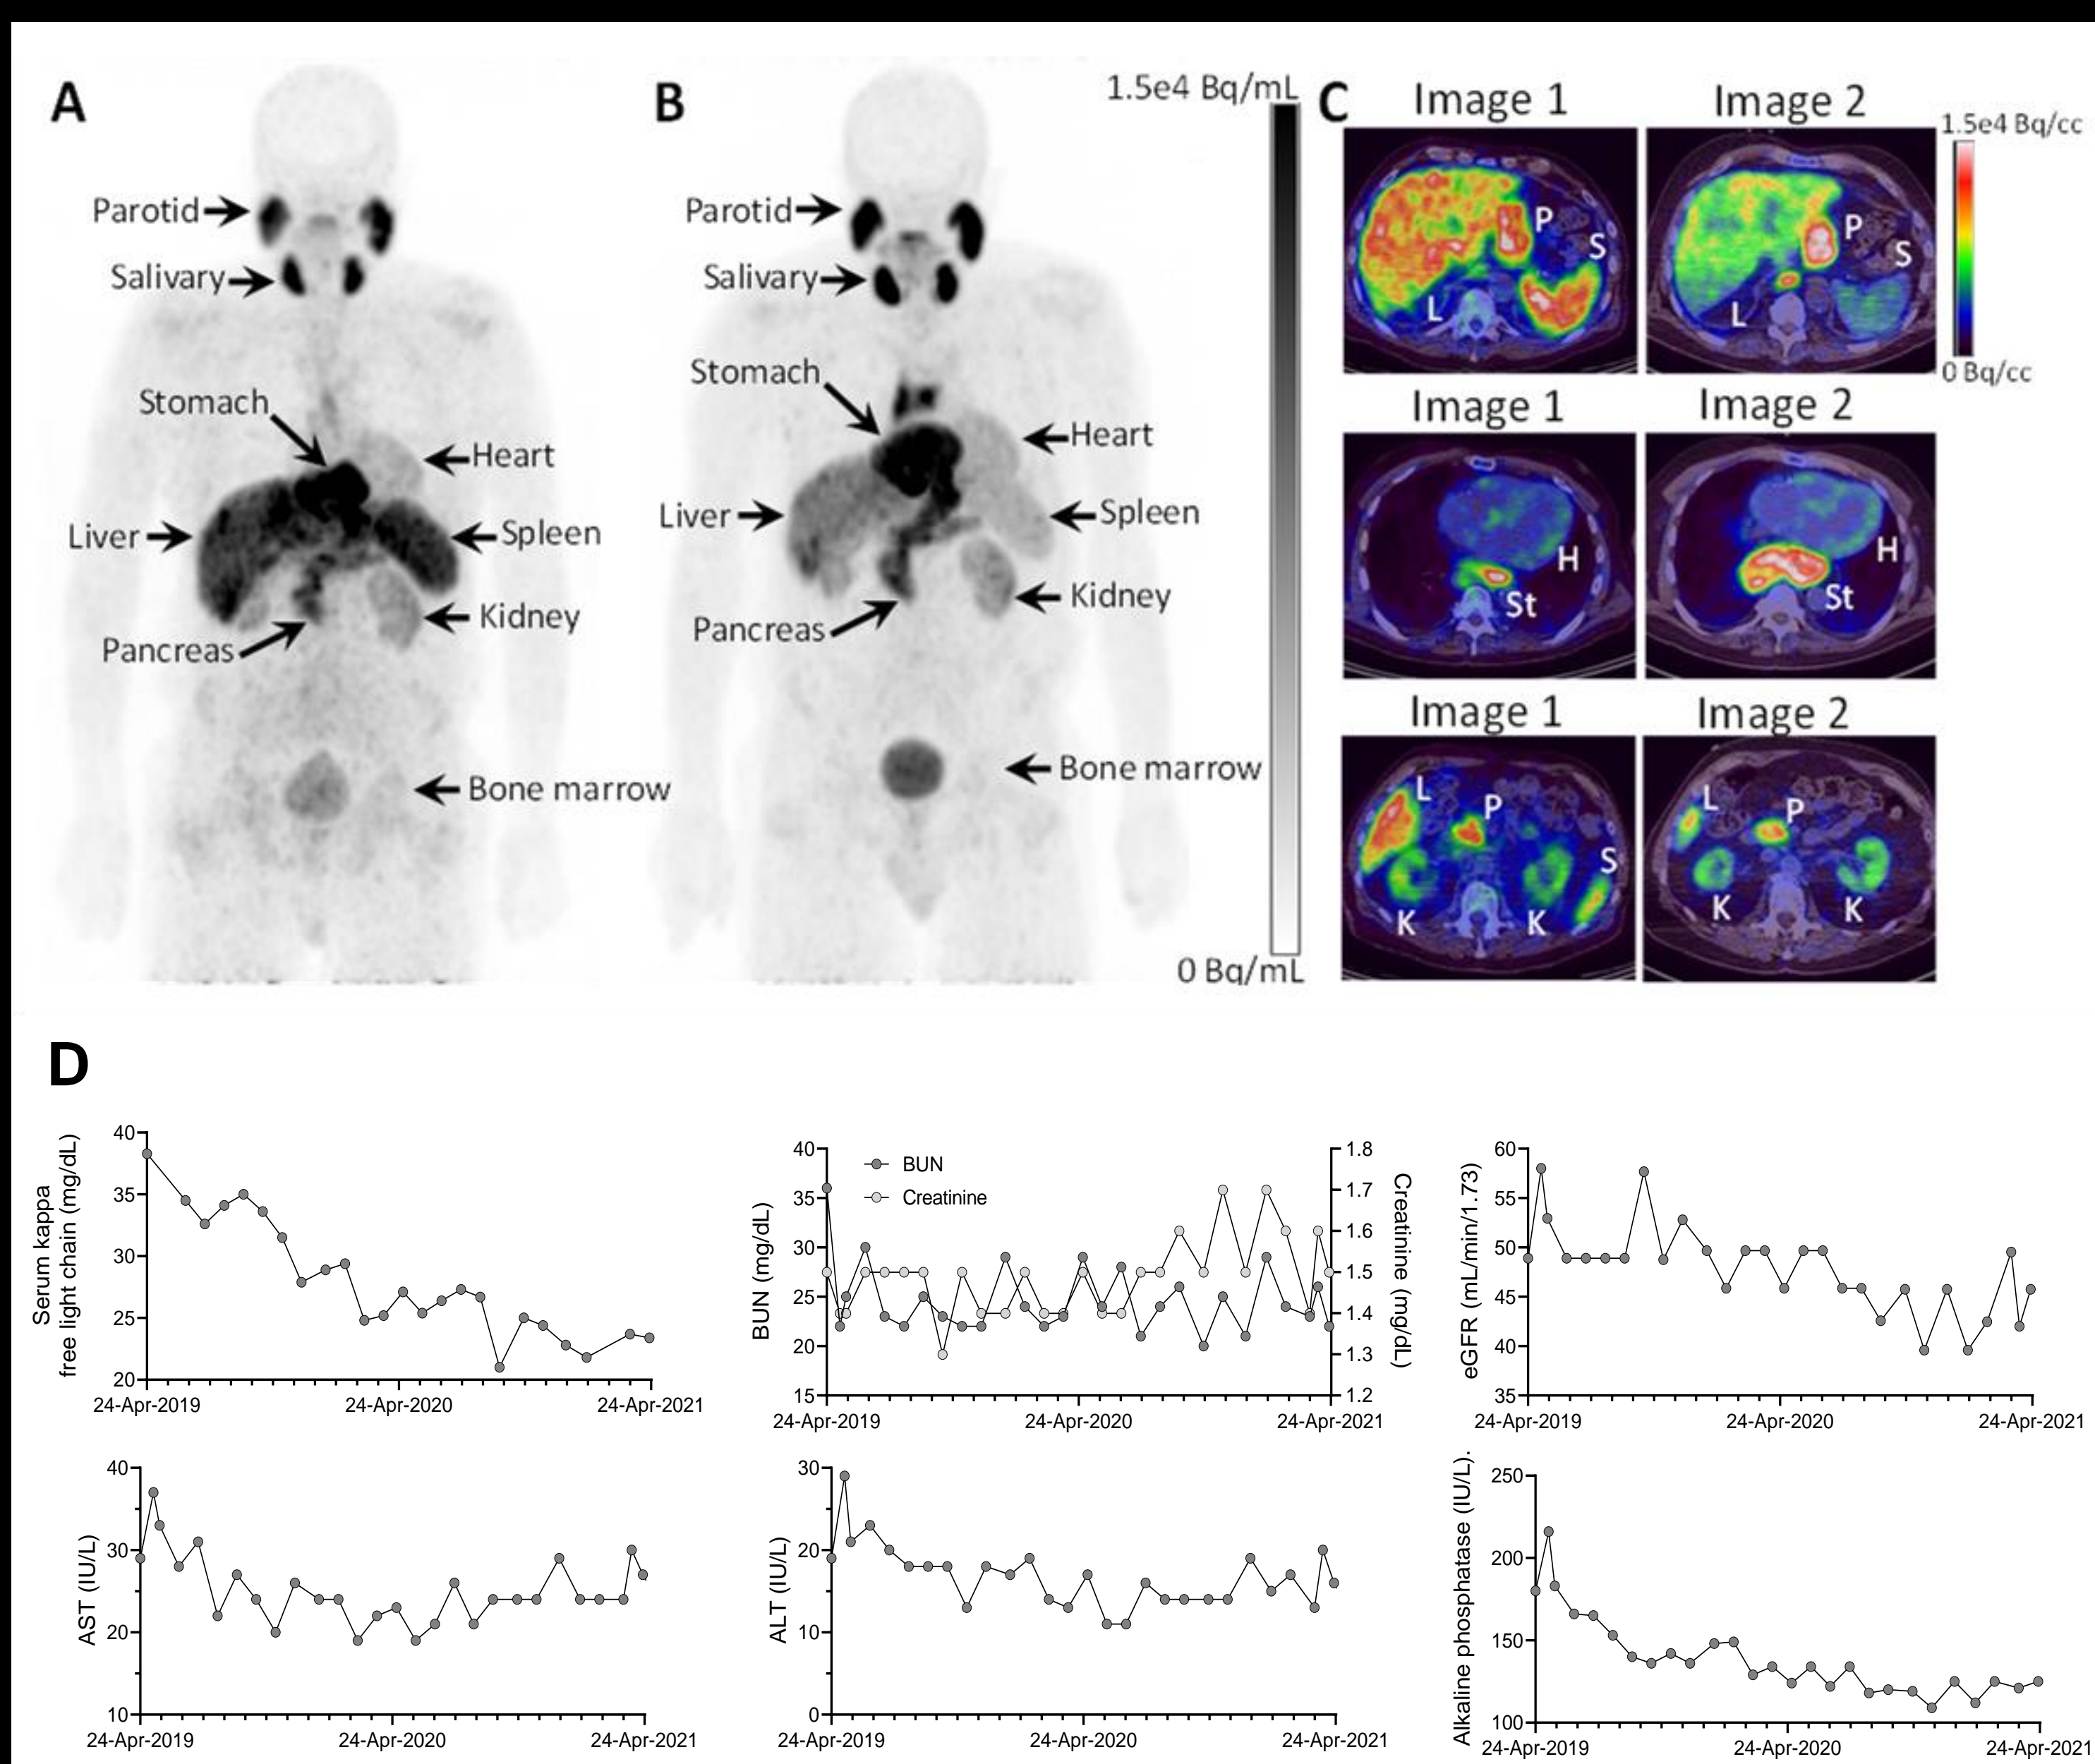 A
Parotid
Salivary
Stomach
Heart
Liver
Spleen
Kidney
Pancreas
Bone marrow
B
Parotid
Salivary
Stomach
Heart
Liver
Spleen
Kidney
Pancreas
Bone marrow
1.5e4 Bq/mL
0 Bq/mL
C
Image 1
Image 2
1.5e4 Bq/cc
0 Bq/cc
P
S
L
P
S
L
Image 1
Image 2
H
St
H
St
Image 1
Image 2
L
P
S
K
K
L
P
K
K
D
Serum kappa
free light chain (mg/dL)
40
35
30
25
20
24-Apr-2019
24-Apr-2020
24-Apr-2021
BUN (mg/dL)
40
35
30
25
20
15
BUN
Creatinine
1.8
1.7
1.6
1.5
1.4
1.3
1.2
Creatinine (mg/dL)
24-Apr-2019
24-Apr-2020
24-Apr-2021
eGFR (mL/min/1.73)
60
55
50
45
40
35
24-Apr-2019
24-Apr-2020
24-Apr-2021
AST (IU/L)
40
30
20
10
24-Apr-2019
24-Apr-2020
24-Apr-2021
ALT (IU/L)
30
20
10
0
24-Apr-2019
24-Apr-2020
24-Apr-2021
Alkaline phosphatase (IU/L).
250
200
150
100
24-Apr-2019
24-Apr-2020
24-Apr-2021